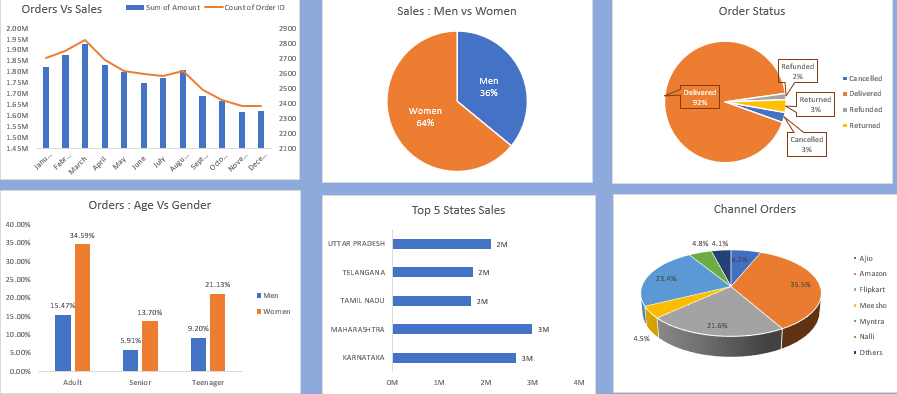 Orders Vs Sales
Sum of Amount
Count of Order ID
2.00M
1.95M
1.90M
1.85M
1.80M
1.75M
1.70M
1.65M
1.60M
1.55M
1.50M
1.45M
2900
2800
2700
2600
2500
2400
2300
2200
2100
Janu...
Febr...
March
April
May
June
July
Augu...
Sept...
Octo...
Nove...
Dece...
Sales : Men vs Women
Men
36%
Women
64%
Order Status
Refunded
2%
Delivered
92%
Returned
3%
Cancelled
3%
Cancelled
Delivered
Refunded
Returned
Orders : Age Vs Gender
40.00%
35.00%
30.00%
25.00%
20.00%
15.00%
10.00%
5.00%
0.00%
34.59%
15.47%
13.70%
5.91%
21.13%
9.20%
Adult
Senior
Teenager
Men
Women
Top 5 States Sales
UTTAR PRADESH
2M
TELANGANA
2M
TAMIL NADU
2M
MAHARASHTRA
3M
KARNATAKA
3M
0M
1M
2M
3M
4M
Channel Orders
4.8%
4.1%
6.2%
23.4%
35.5%
21.6%
4.5%
Ajio
Amazon
Flipkart
Meesho
Myntra
Nalli
Others